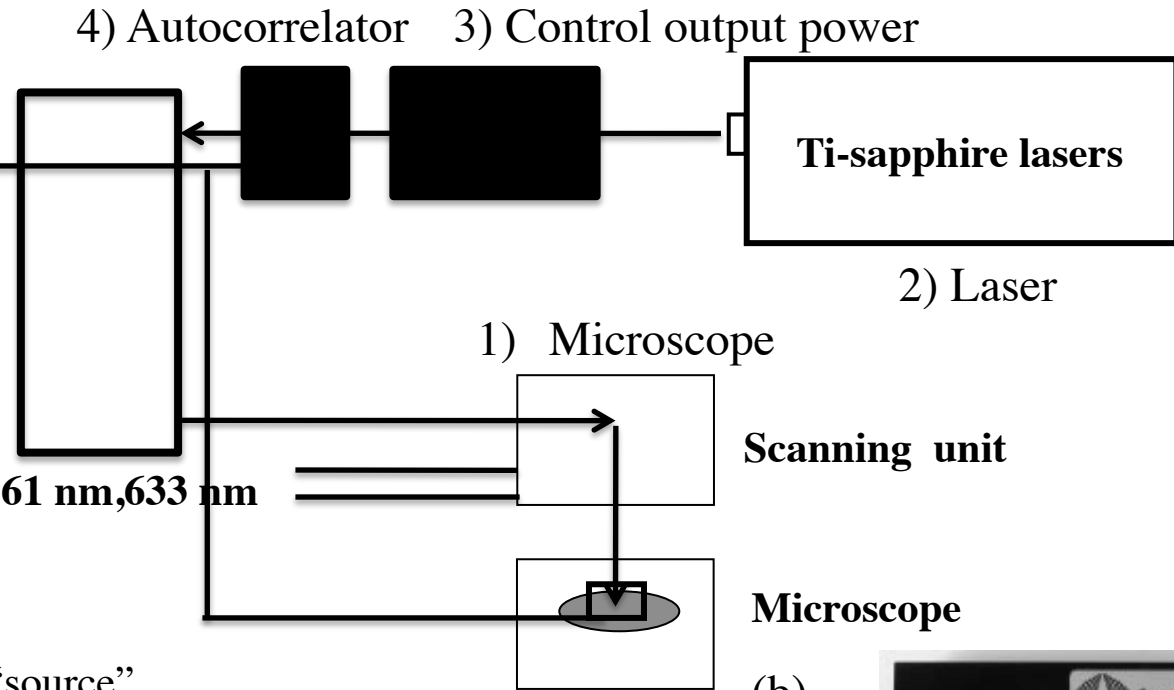 4) Autocorrelator 3) Control output power
Ti-sapphire lasers
2) Laser
1) Microscope
Scanning unit
61 nm,633 nm
Microscope
“source”
(b)